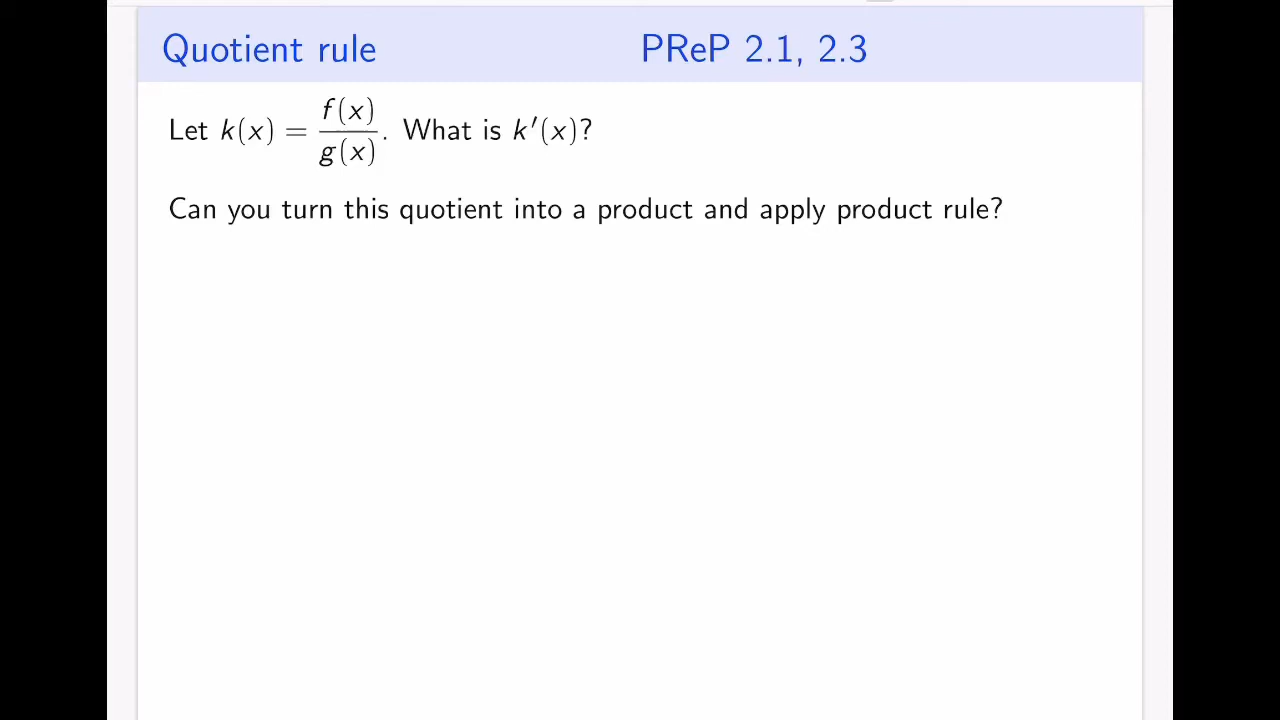 Quotient rule PReP 2.1, 2.3
Let k(x) = f(x)/g(x). What is k′(x)?
Can you turn this quotient into a product and apply product rule?